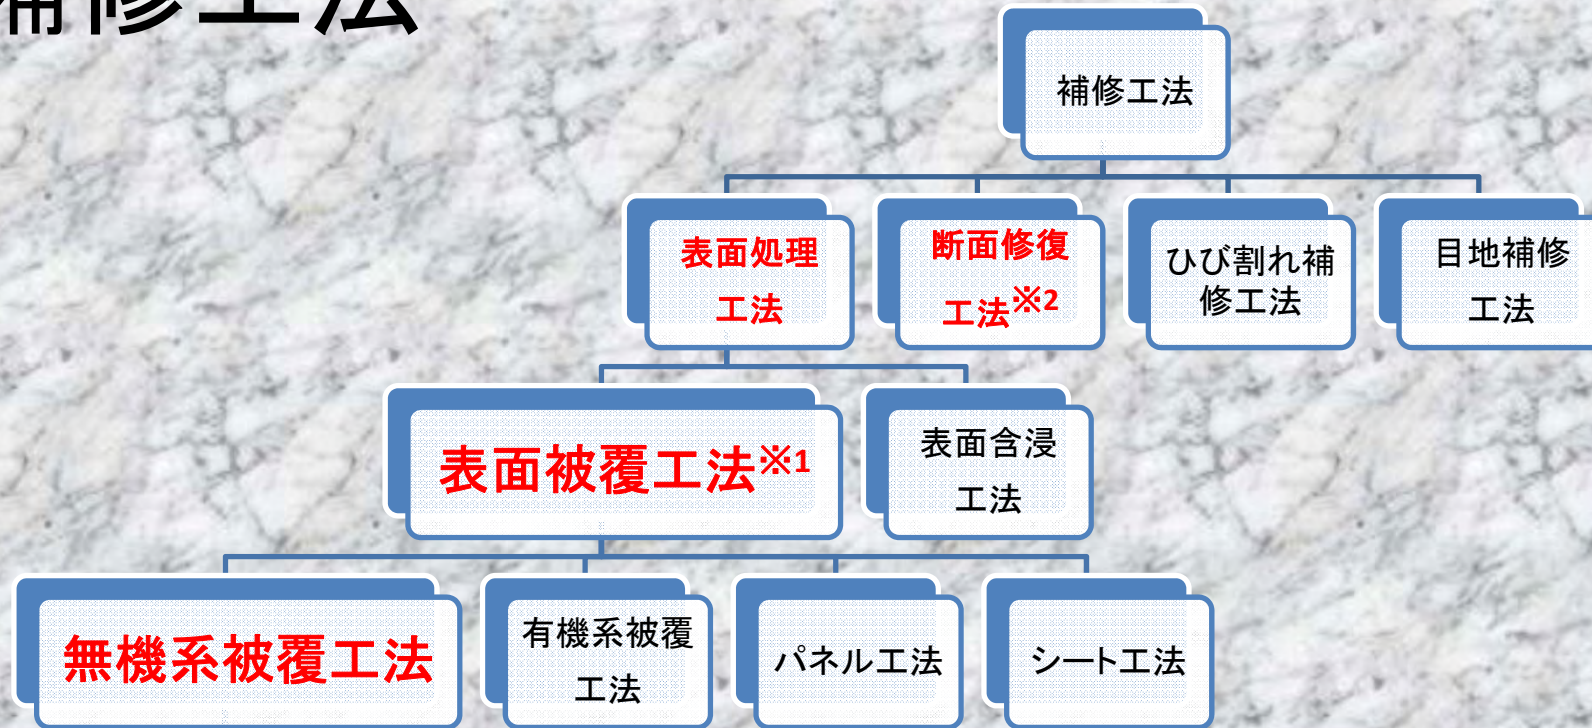 補修工法
補修工法
表面処理
工法
断面修復
工法※2
ひび割れ補
修工法
目地補修
工法
表面被覆工法※1
表面含浸
工法
無機系被覆工法
有機系被覆
工法
パネル工法
シート工法